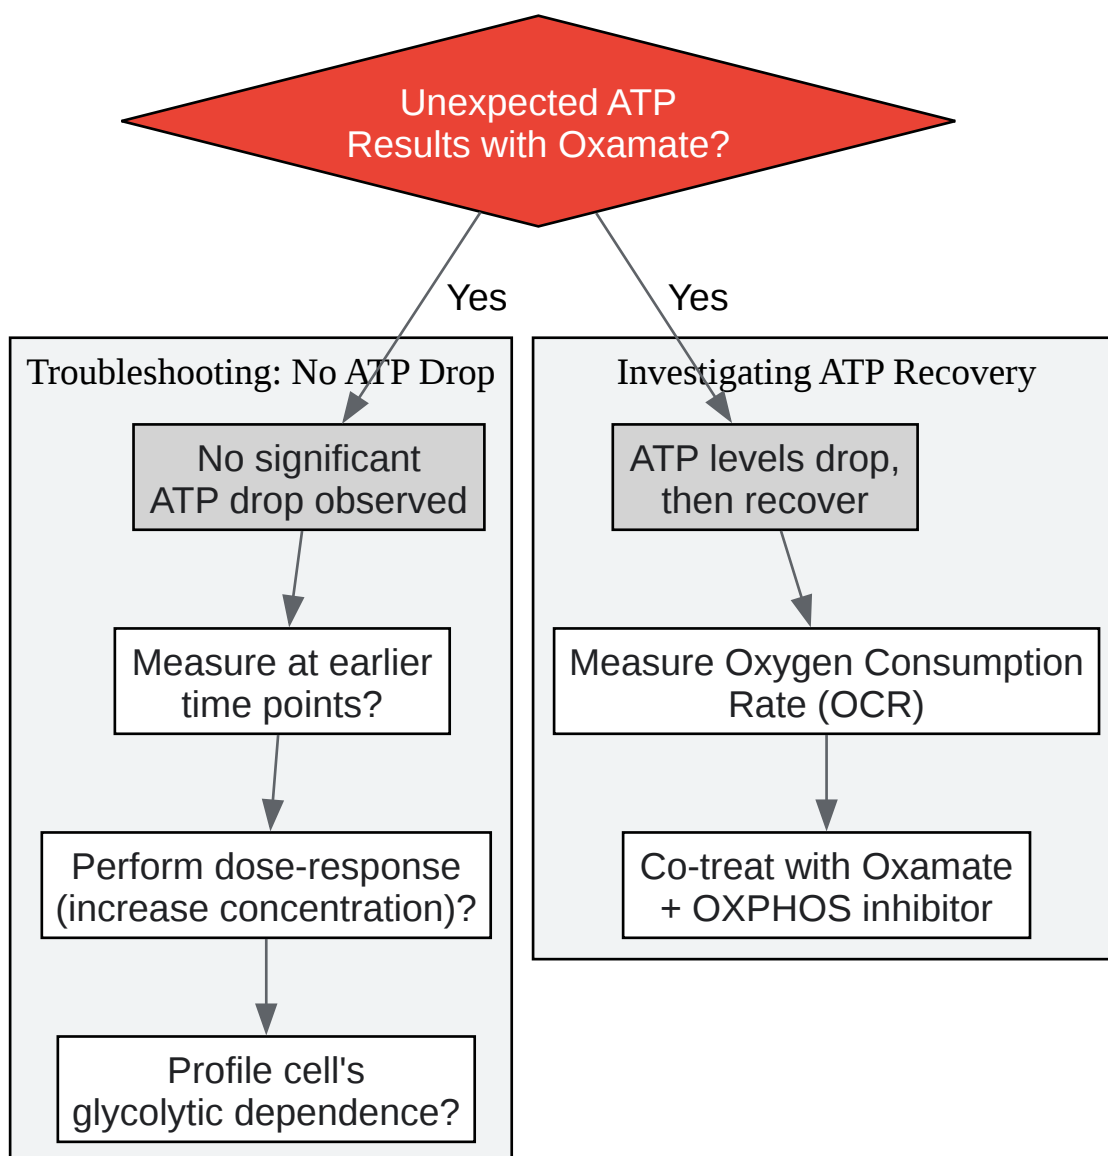 Unexpected ATP
Results with Oxamate?
Yes
Yes
Troubleshooting: No ATP Drop
No significant
ATP drop observed
Measure at earlier
time points?
Perform dose-response
(increase concentration)?
Profile cell's
glycolytic dependence?
Investigating ATP Recovery
ATP levels drop,
then recover
Measure Oxygen Consumption
Rate (OCR)
Co-treat with Oxamate
+ OXPHOS inhibitor